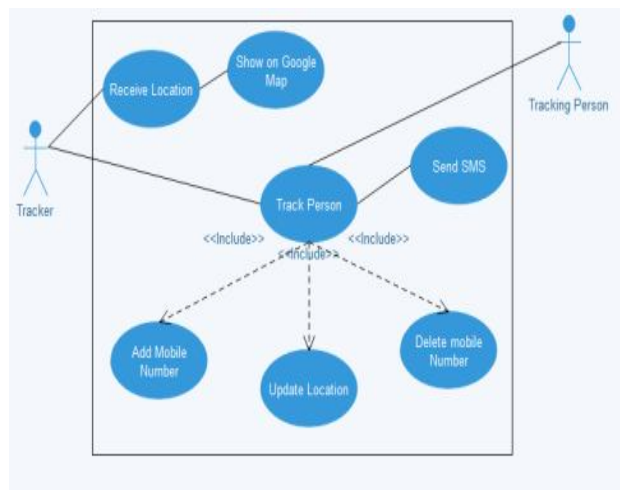 Show on Google
Map
Receive Location
Tracking Person
Send SMS
Tracker
Track Person
<<Include>>
<<Include>>
<<Include>>
Add Mobile
Number
Update Location
Delete mobile
Number